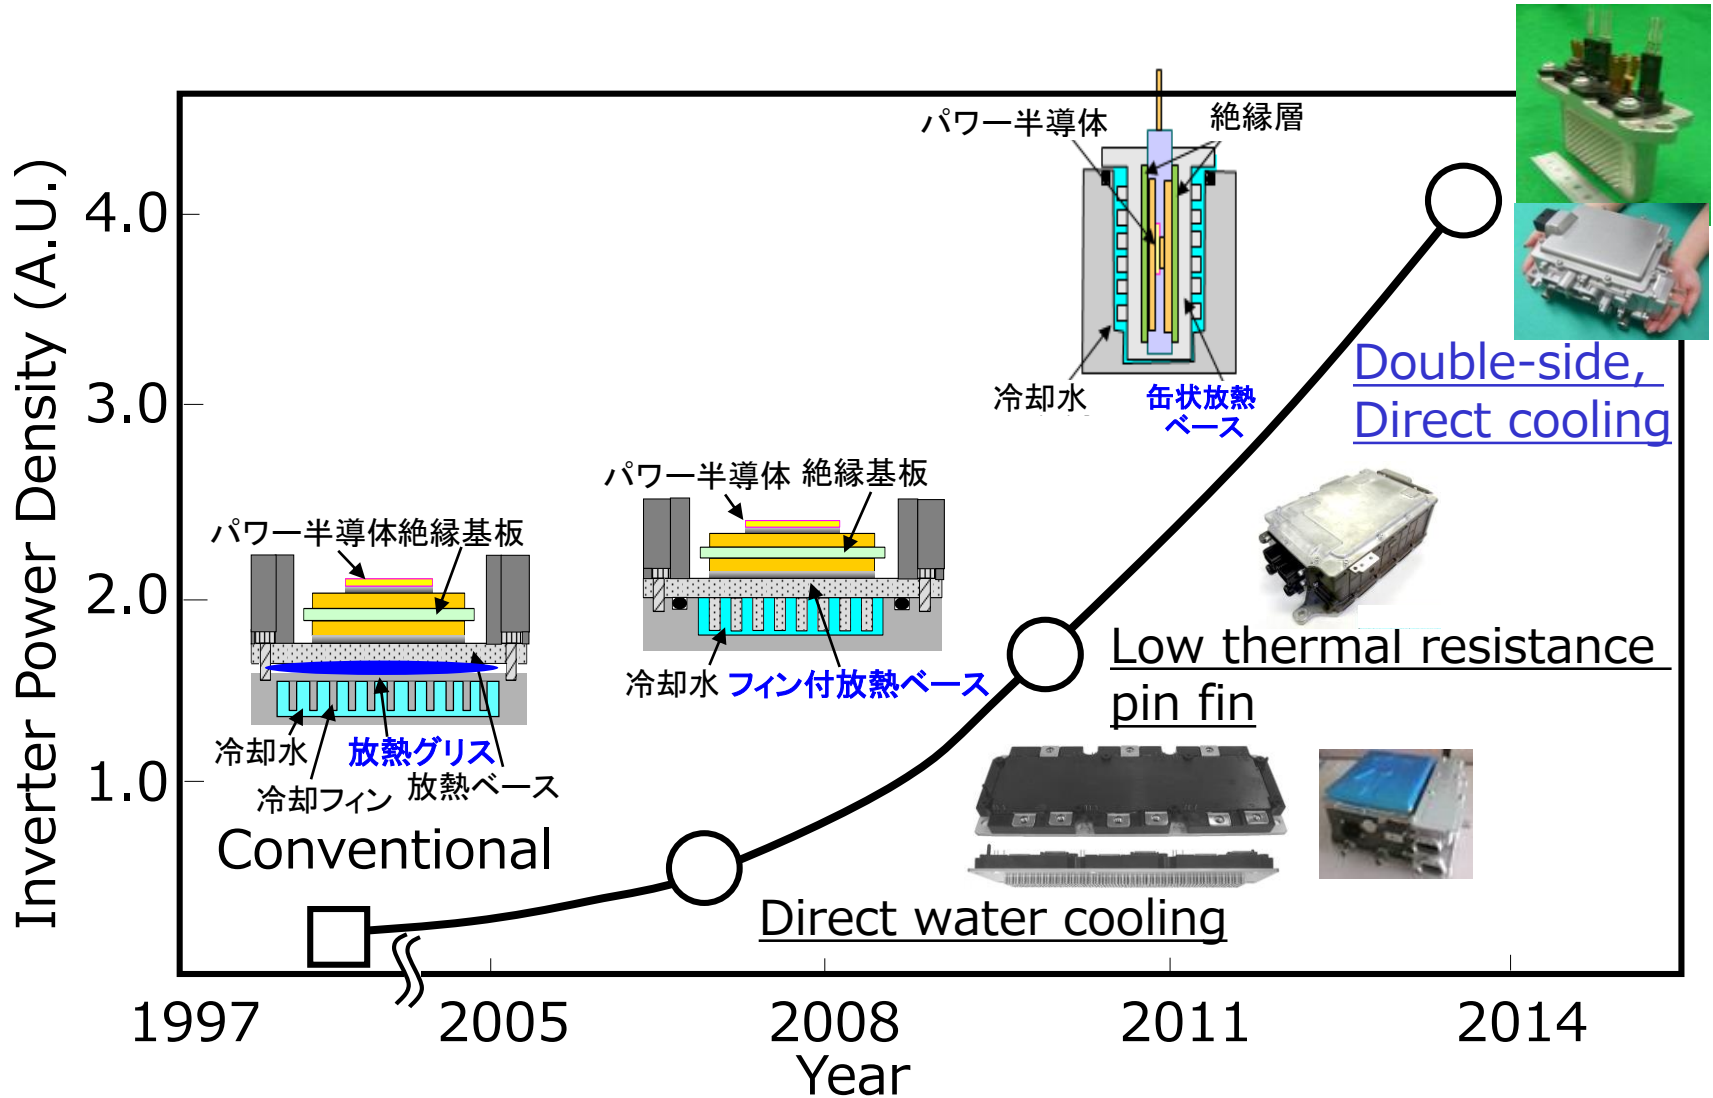 Inverter Power Density (A.U.)
4.0
3.0
2.0
1.0
パワー半導体
絶縁層
冷却水
缶状放熱
ベース
Double-side,
Direct cooling
パワー半導体 絶縁基板
冷却水 フィン付放熱ベース
Low thermal resistance
pin fin
パワー半導体絶縁基板
冷却水
放熱グリス
冷却フィン
放熱ベース
Conventional
Direct water cooling
1997
2005
2008
2011
2014
Year